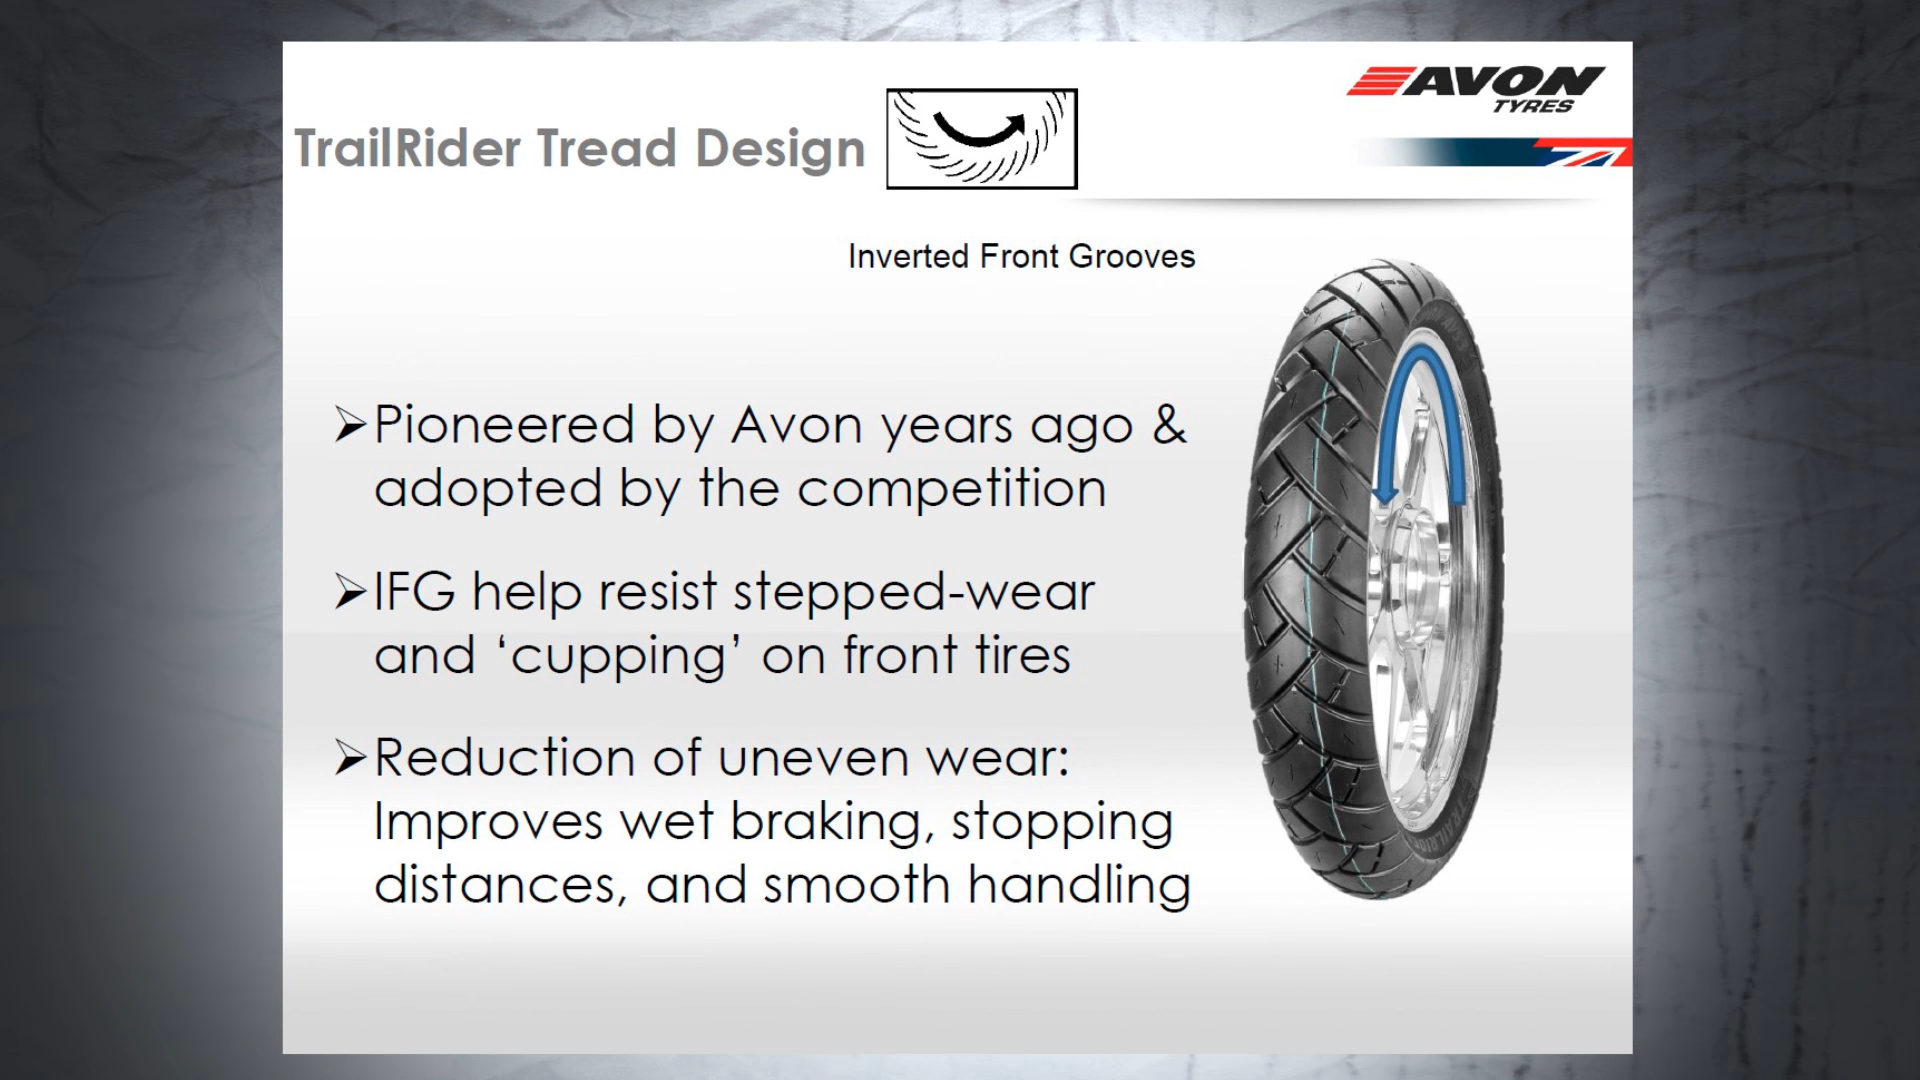 AVON
TYRES
TrailRider Tread Design
Inverted Front Grooves
➢Pioneered by Avon years ago &
adopted by the competition
➢IFG help resist stepped-wear
and ‘cupping’ on front tires
➢Reduction of uneven wear:
Improves wet braking, stopping
distances, and smooth handling